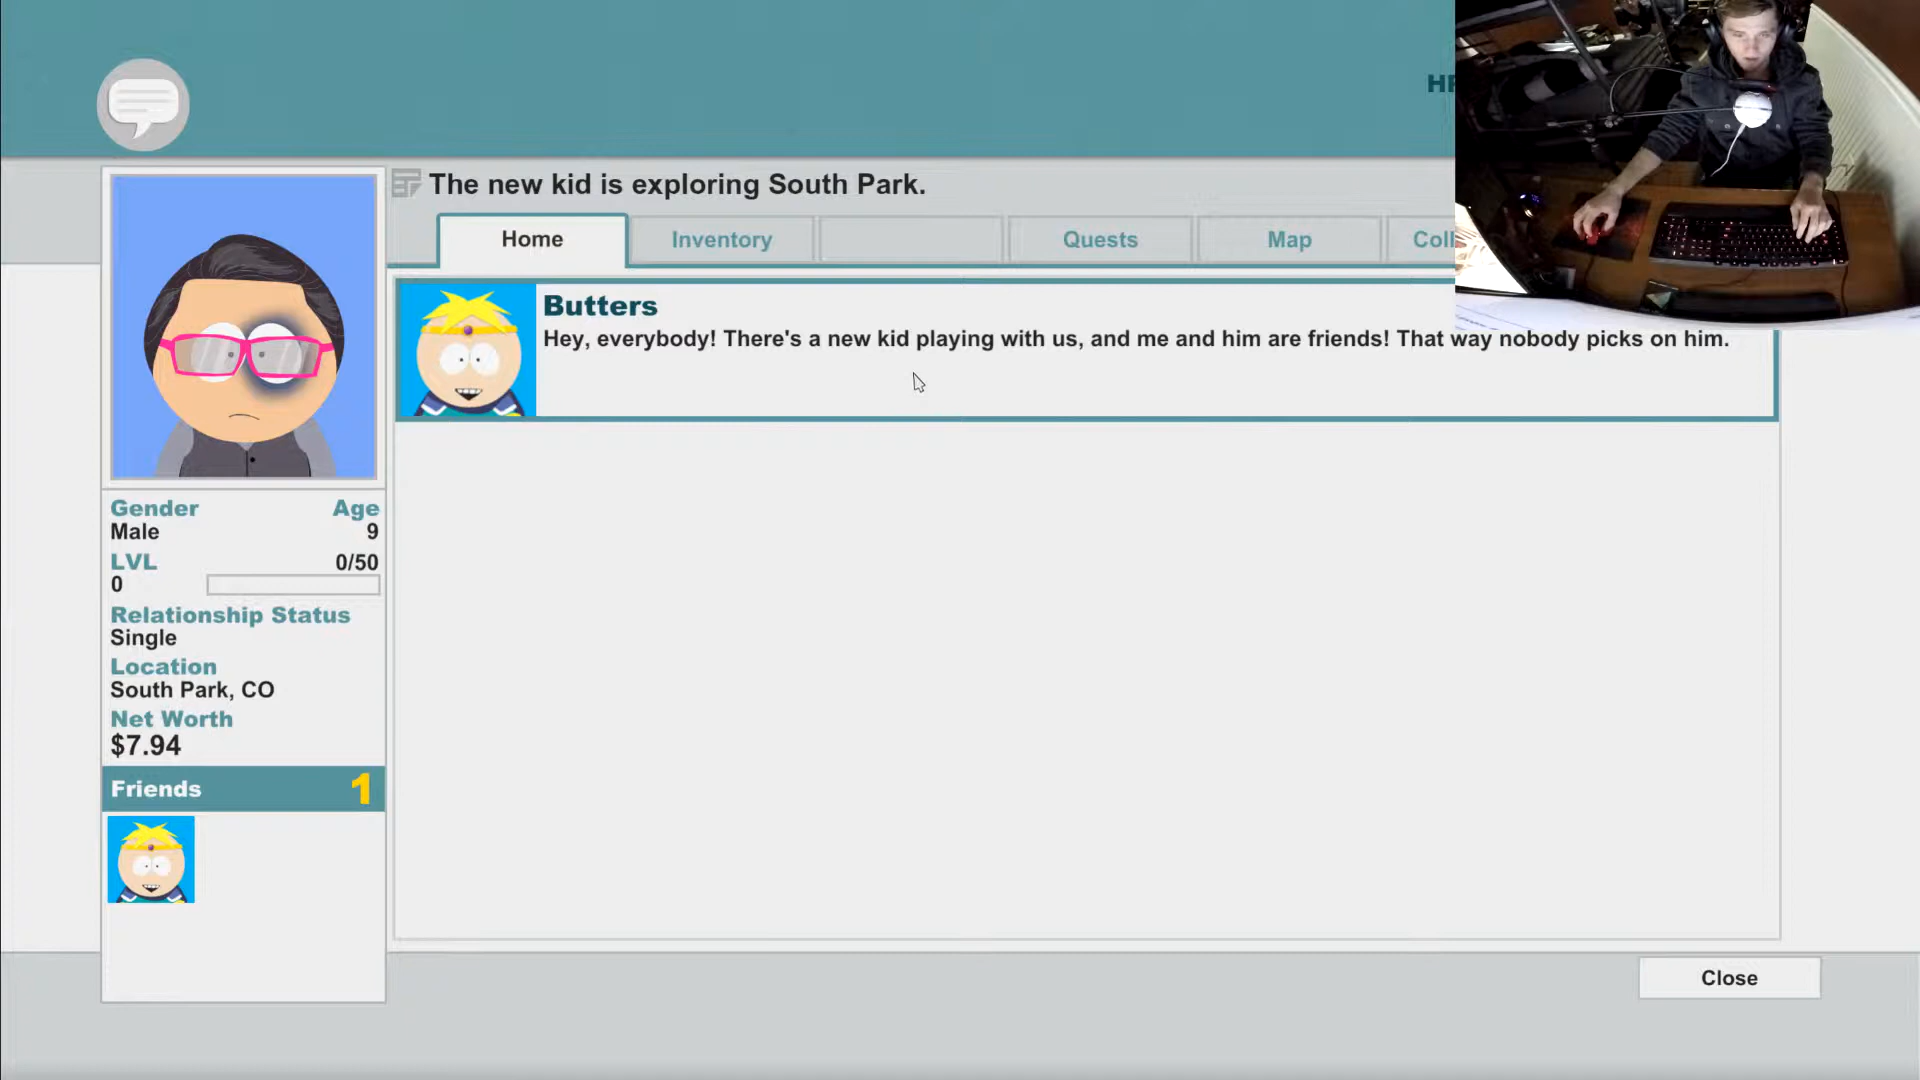 HP
The new kid is exploring South Park.
Home
Inventory
Quests
Map
Coll
Butters
Hey, everybody! There's a new kid playing with us, and me and him are friends! That way nobody picks on him.
Gender Age
Male 9
LVL 0/50
0
Relationship Status
Single
Location
South Park, CO
Net Worth
$7.94
Friends 1
Close